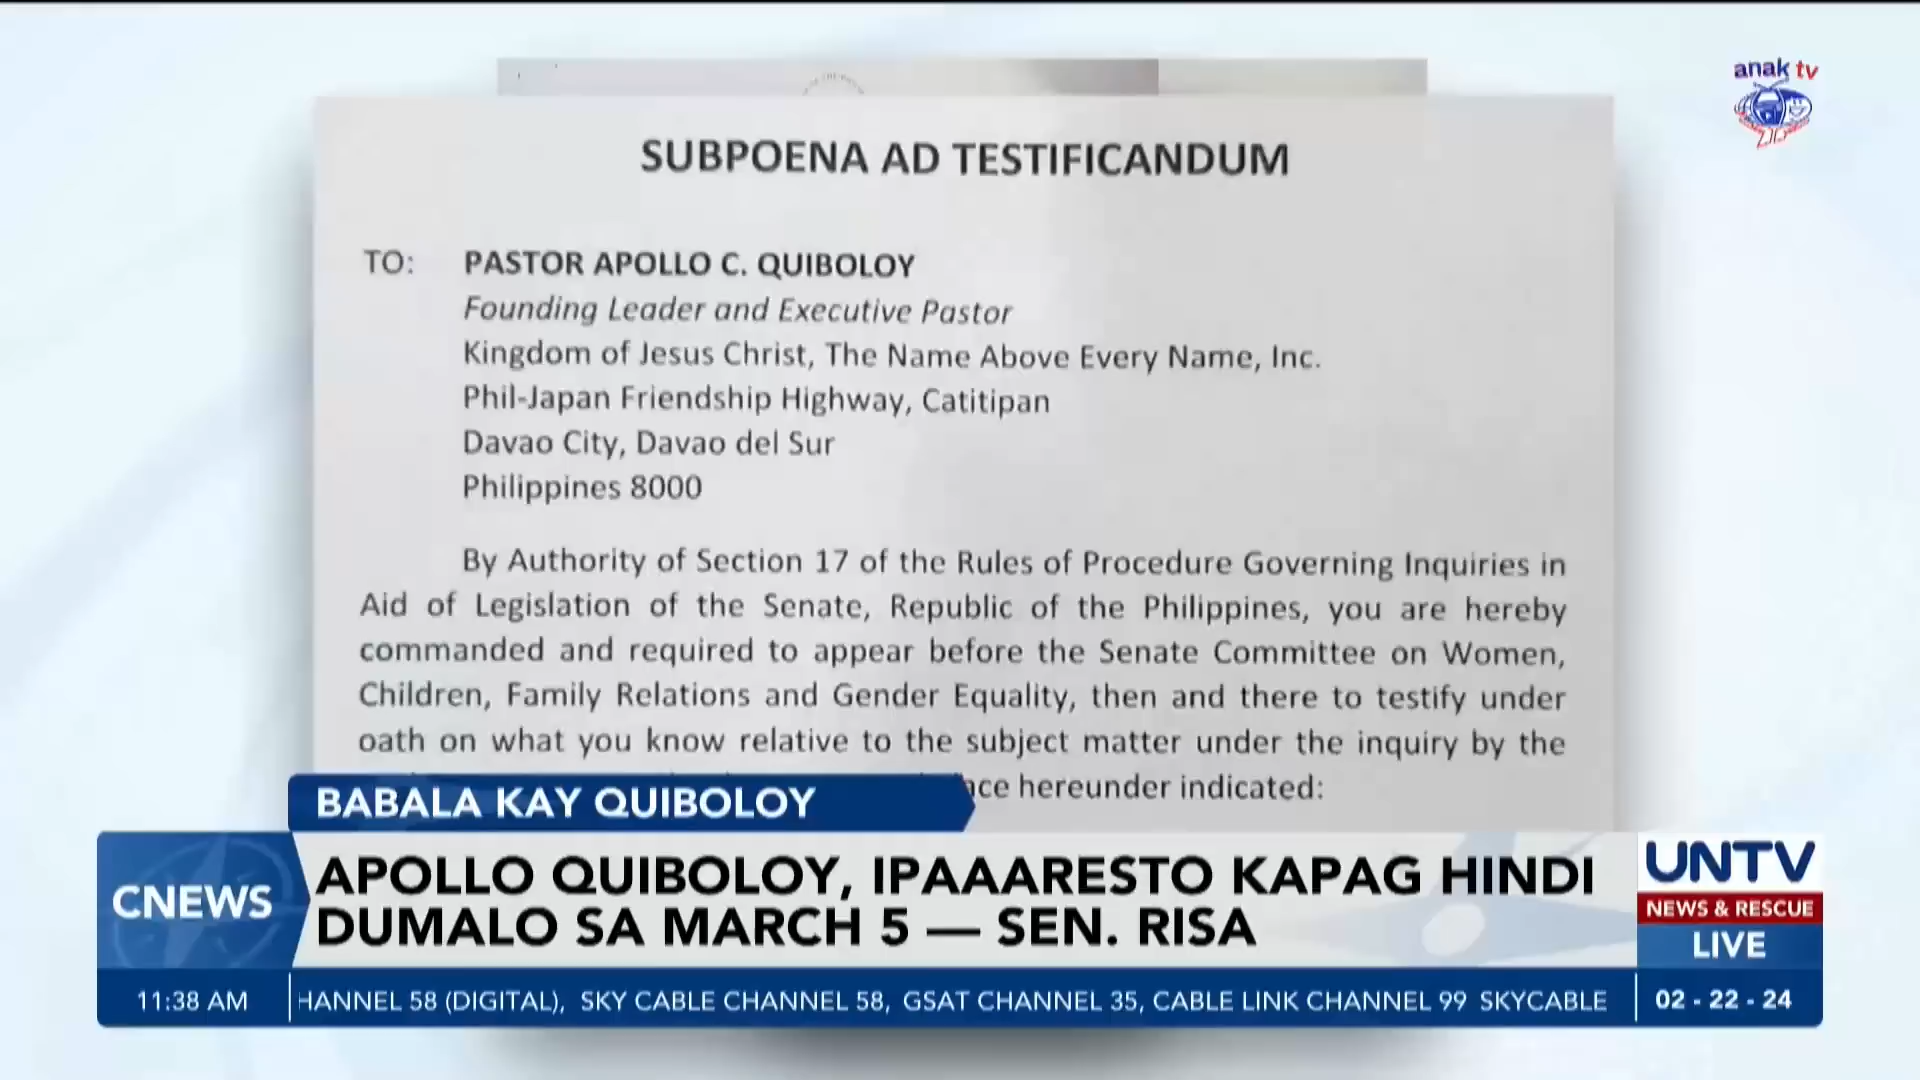 anak tv
SUBPOENA AD TESTIFICANDUM
TO: PASTOR APOLLO C. QUIBOLOY
Founding Leader and Executive Pastor
Kingdom of Jesus Christ, The Name Above Every Name, Inc.
Phil-Japan Friendship Highway, Catitipan
Davao City, Davao del Sur
Philippines 8000
By Authority of Section 17 of the Rules of Procedure Governing Inquiries in
Aid of Legislation of the Senate, Republic of the Philippines, you are hereby
commanded and required to appear before the Senate Committee on Women,
Children, Family Relations and Gender Equality, then and there to testify under
oath on what you know relative to the subject matter under the inquiry by the
hereunder indicated:
BABALA KAY QUIBOLOY
CNEWS
APOLLO QUIBOLOY, IPAAARESTO KAPAG HINDI
DUMALO SA MARCH 5 — SEN. RISA
UNTV
NEWS & RESCUE
LIVE
11:38 AM
HANNEL 58 (DIGITAL), SKY CABLE CHANNEL 58, GSAT CHANNEL 35, CABLE LINK CHANNEL 99 SKYCABLE
02 - 22 - 24